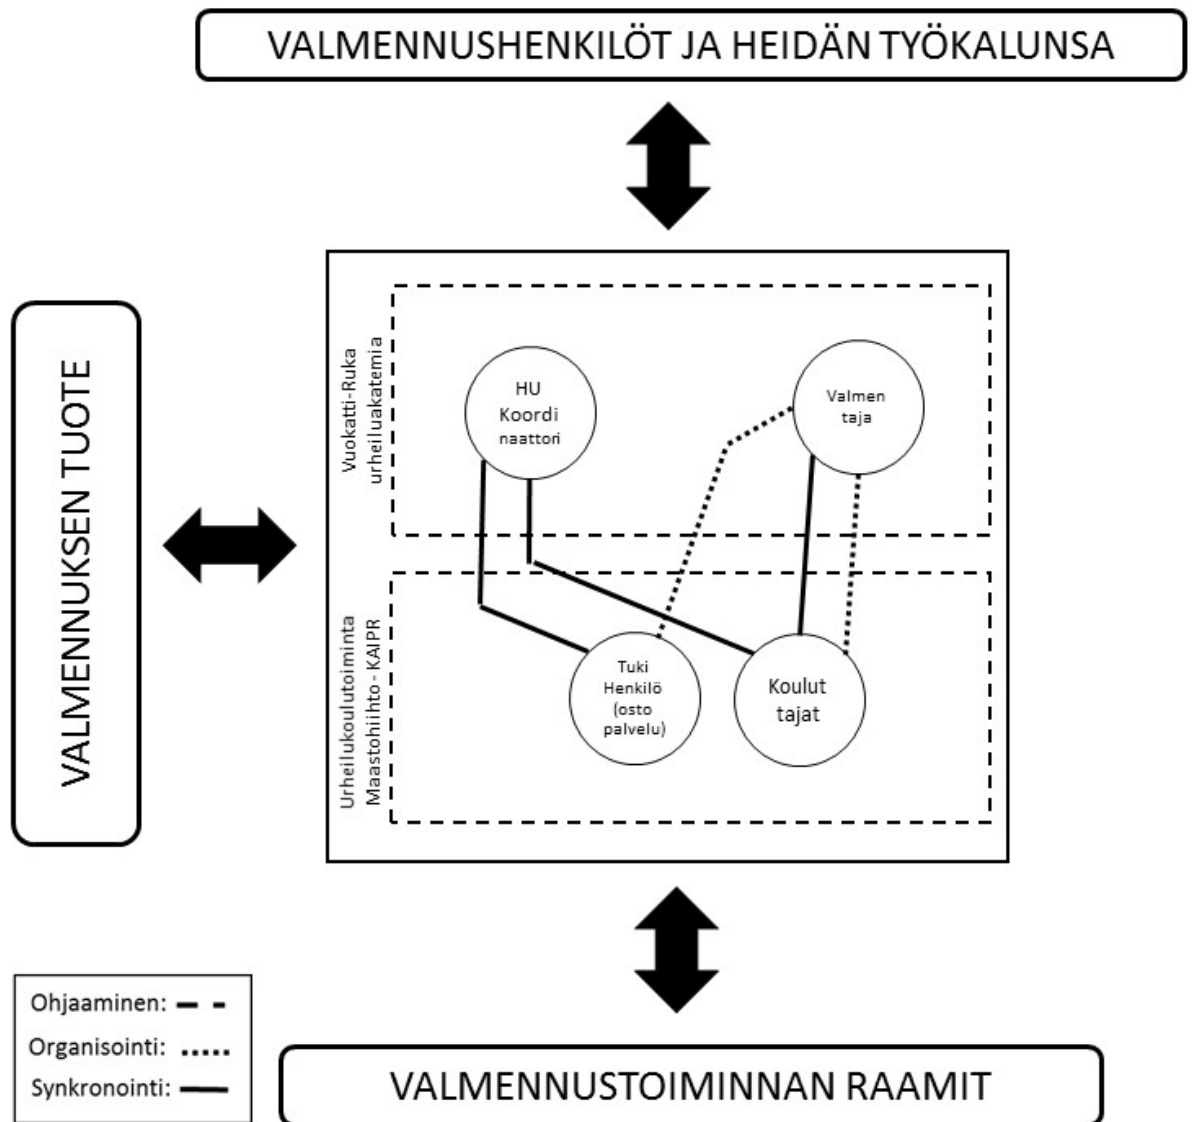 VALMENNUSHENKILÖT JA HEIDÄN TYÖKALUNSA
VALMENNUKSEN TUOTE
Vuokatti-Ruka
urheiluakatemia
HU
Koordi
naattori
Valmen
taja
Urheilukoulutoiminta
Maastohiihto - KAIPR
Tuki
Henkilö
(osto
palvelu)
Koulut
tajat
Ohjaaminen:
Organisointi:
Synkronointi:
VALMENNUSTOIMINNAN RAAMIT